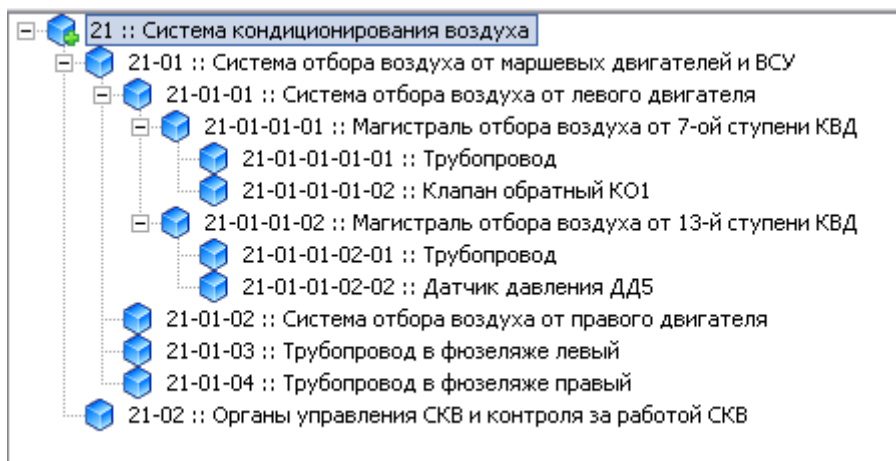 21 :: Система кондиционирования воздуха
21-01 :: Система отбора воздуха от маршевых двигателей и ВСУ
21-01-01 :: Система отбора воздуха от левого двигателя
21-01-01-01 :: Магистраль отбора воздуха от 7-ой ступени КВД
21-01-01-01-01 :: Трубопровод
21-01-01-01-02 :: Клапан обратный КО1
21-01-01-02 :: Магистраль отбора воздуха от 13-й ступени КВД
21-01-01-02-01 :: Трубопровод
21-01-01-02-02 :: Датчик давления ДД5
21-01-02 :: Система отбора воздуха от правого двигателя
21-01-03 :: Трубопровод в фюзеляже левый
21-01-04 :: Трубопровод в фюзеляже правый
21-02 :: Органы управления СКВ и контроля за работой СКВ